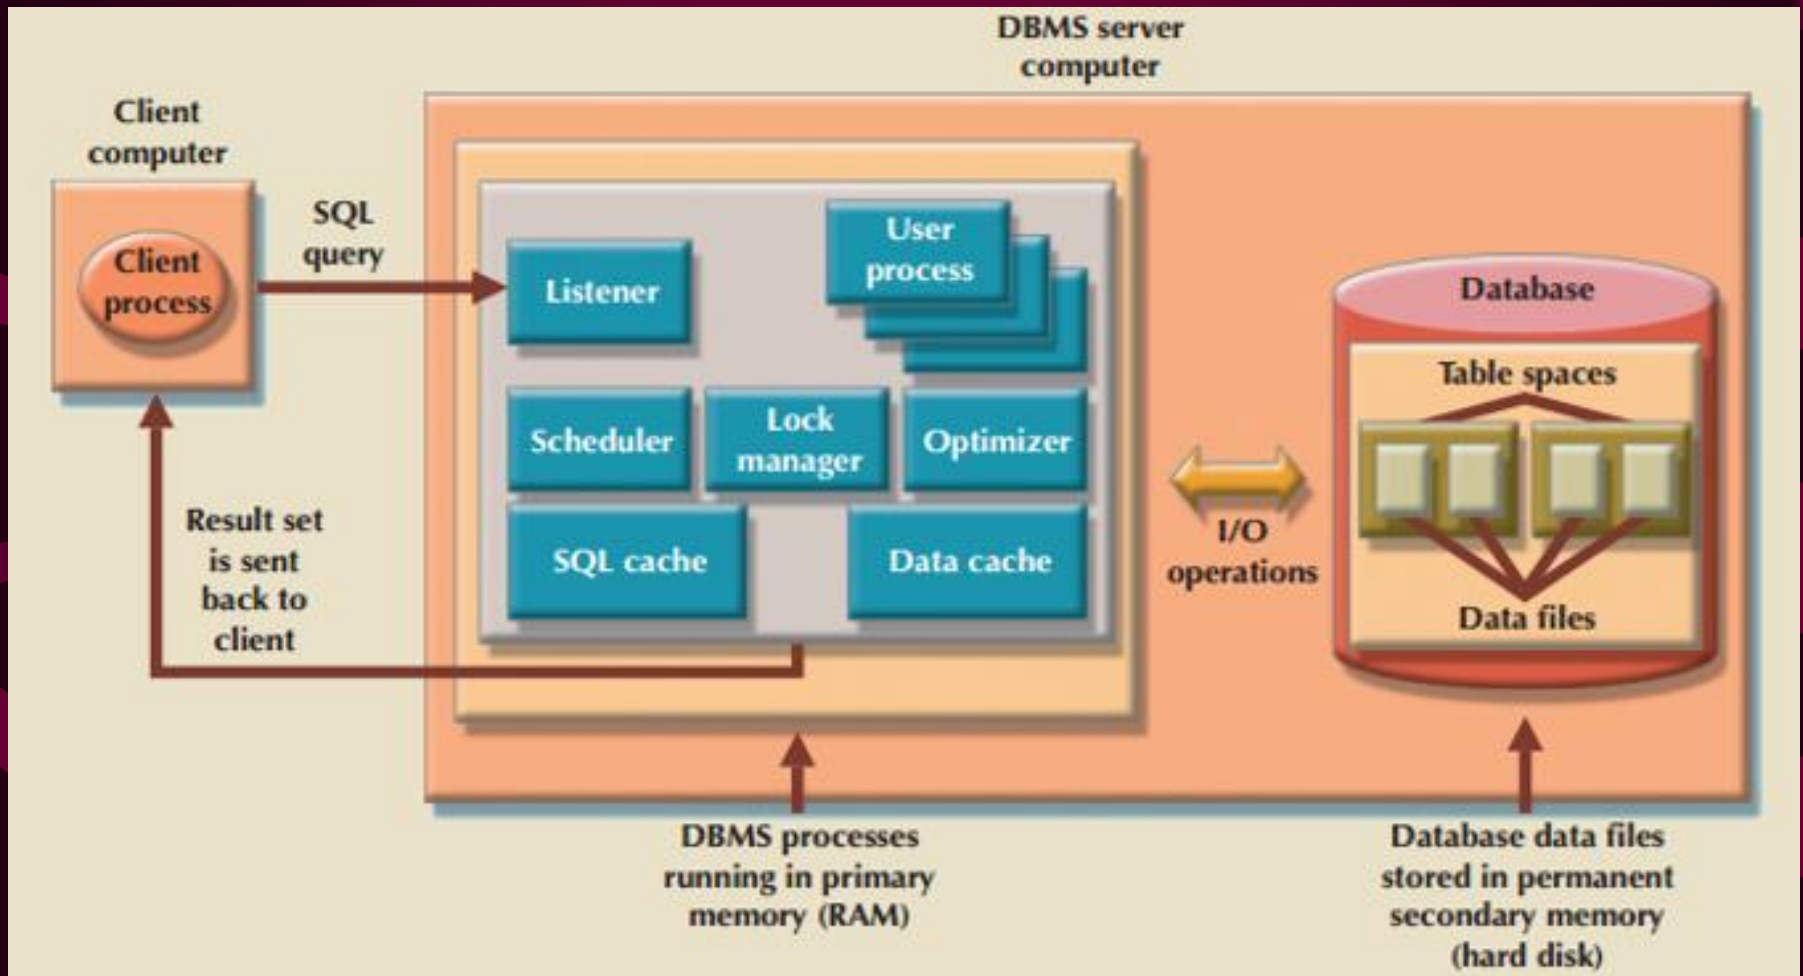 DBMS server
computer
Client
computer
SQL
query
Client
process
Listener
User
process
Scheduler
Lock
manager
Optimizer
SQL cache
Data cache
Result set
is sent
back to
client
I/O
operations
Database
Table spaces
Data files
DBMS processes
running in primary
memory (RAM)
Database data files
stored in permanent
secondary memory
(hard disk)